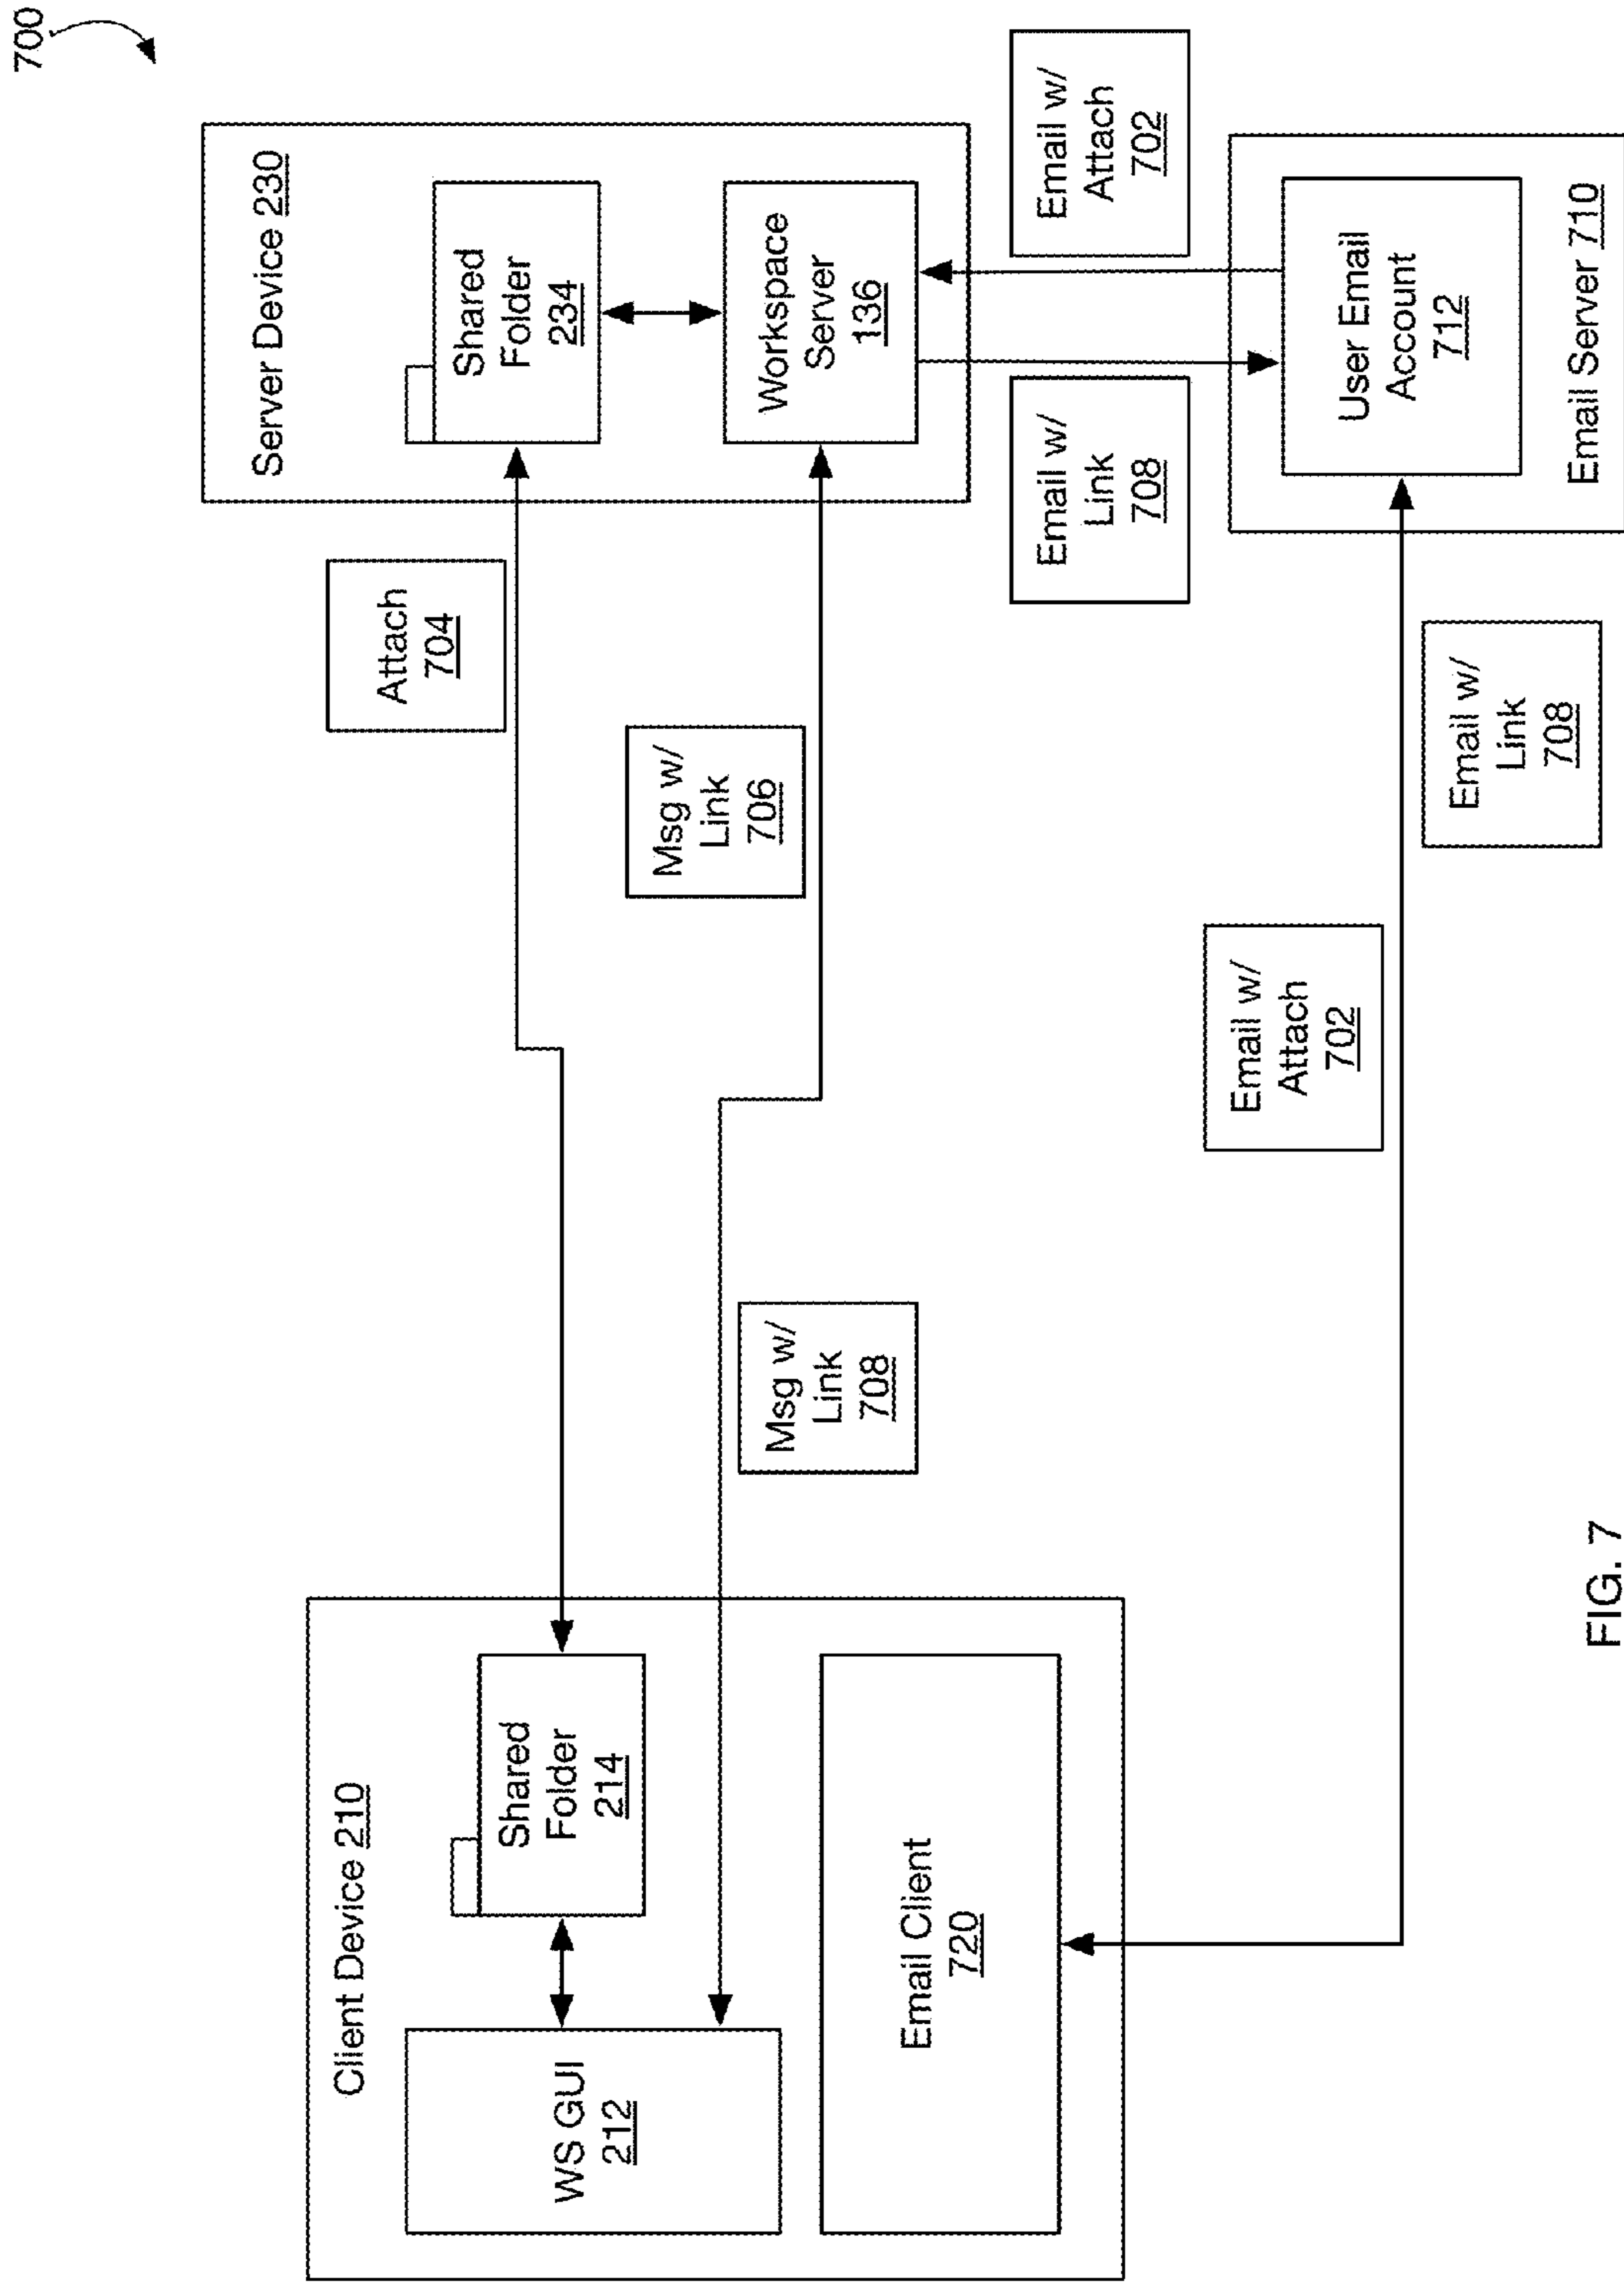 700
Client Device 210
WS GUI
212
Shared
Folder
214
Email Client
720
Msg w/
Link
708
Attach
704
Msg w/
Link
706
Server Device 230
Shared
Folder
234
Workspace
Server
136
Email w/
Link
708
Email w/
Attach
702
Email w/
Attach
702
Email w/
Link
708
User Email
Account
712
Email Server 710
FIG. 7